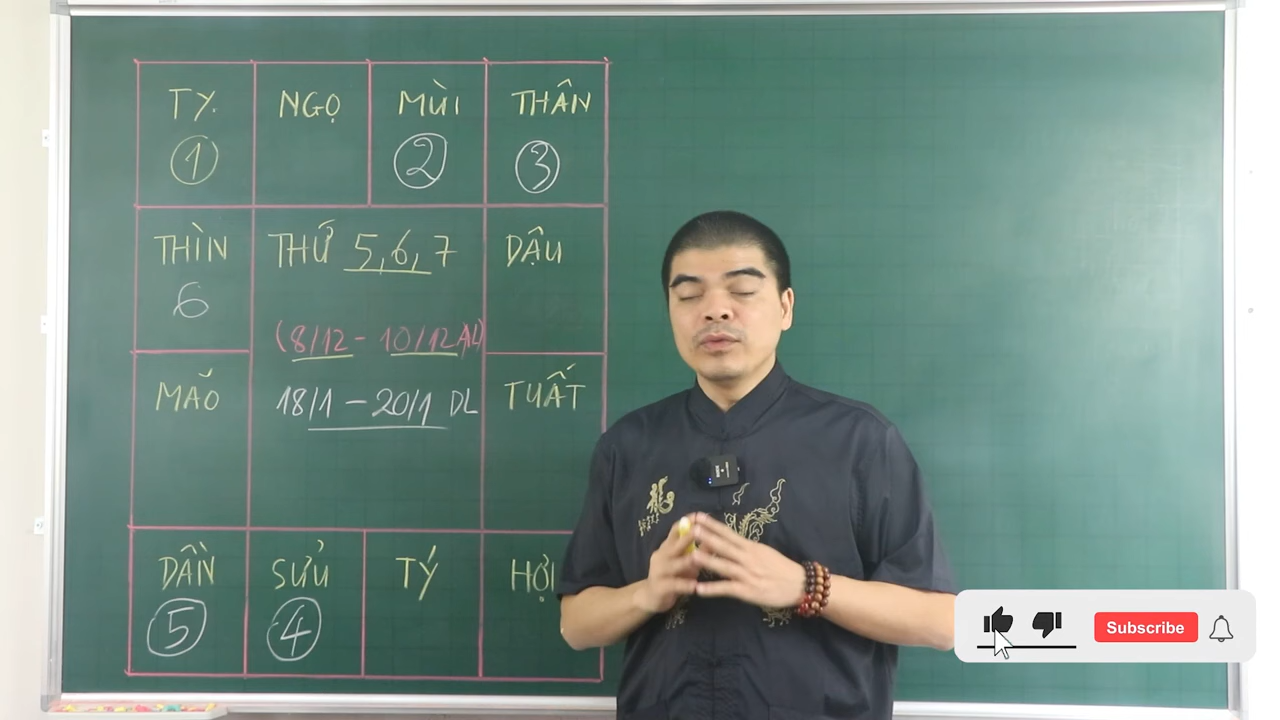 TỴ NGỌ MÙI THÂN
1 2 3
THÌN THỨ 5,6,7 DẬU
6
(8/12 - 10/12 AL)
MÃO 18/1 - 20/1 DL TUẤT
DẦN SỬU TÝ HỢI
5 4
Subscribe